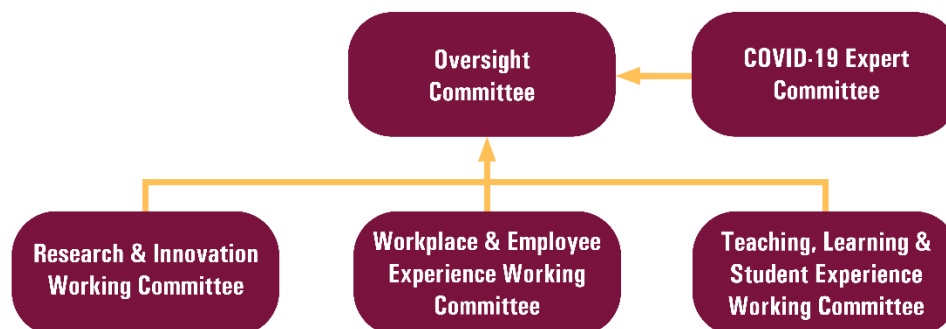 Oversight
Committee
COVID-19 Expert
Committee
Research & Innovation
Working Committee
Workplace & Employee
Experience Working
Committee
Teaching, Learning &
Student Experience
Working Committee